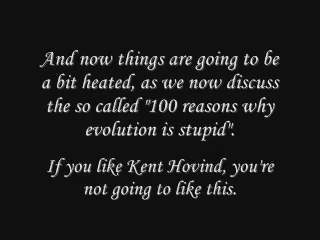 And now things are going to be
a bit heated, as we now discuss
the so called "100 reasons why
evolution is stupid".
If you like Kent Hovind, you're
not going to like this.